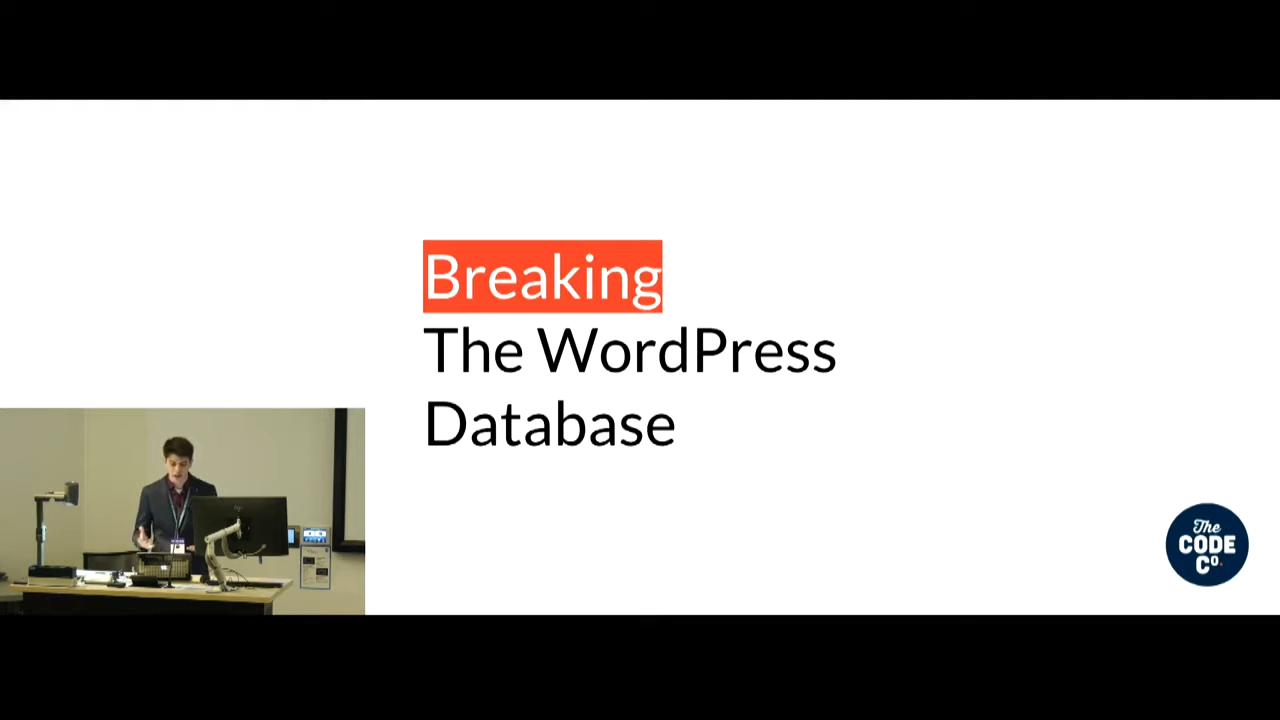 Breaking
The WordPress
Database
The
CODE
Co.